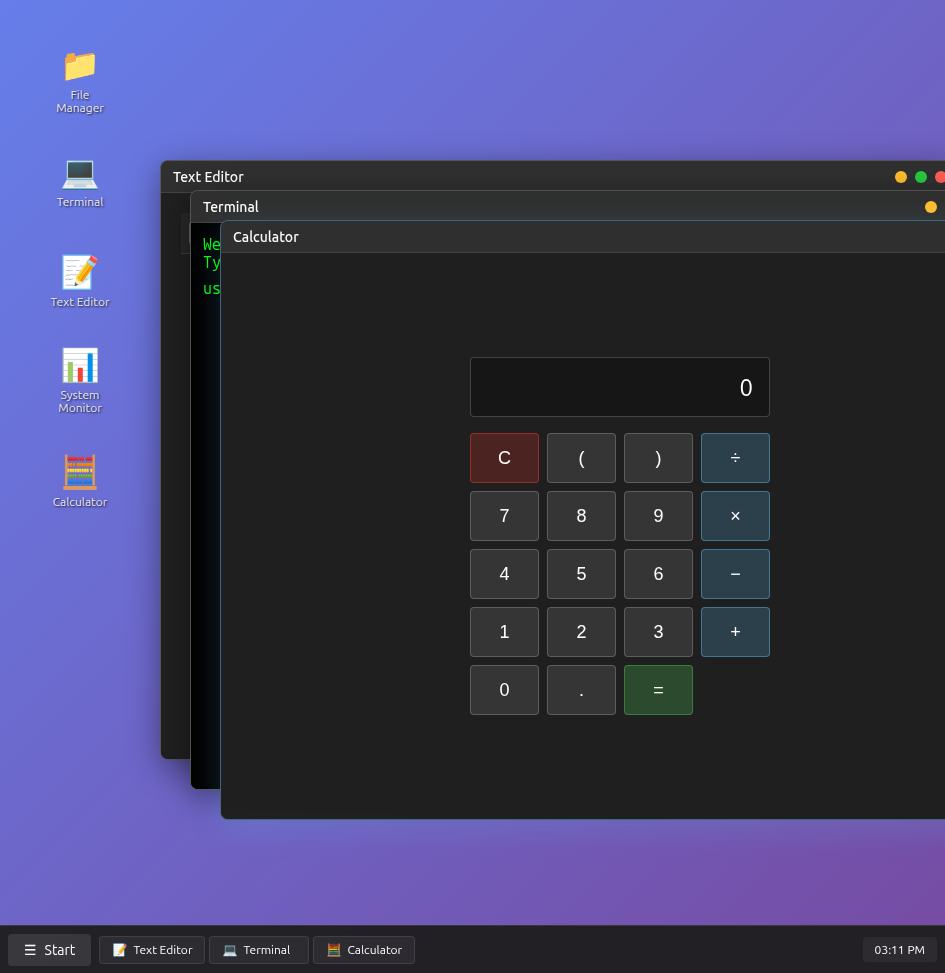 File
Manager
Terminal
Text Editor
System
Monitor
Calculator
Text Editor
Terminal
We
Ty
us
Calculator
0
C ( ) ÷
7 8 9 ×
4 5 6 −
1 2 3 +
0 . =
☰ Start
Text Editor
Terminal
Calculator
03:11 PM